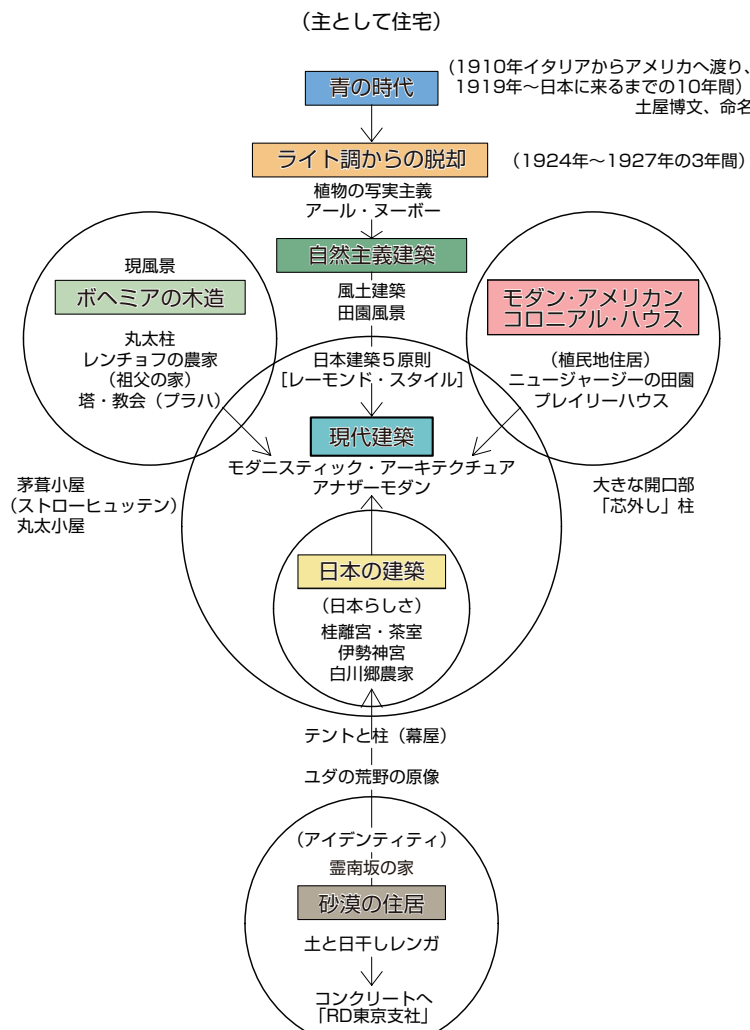 （主として住宅）
青の時代
(1910年イタリアからアメリカへ渡り、
1919年～日本に来るまでの10年間)
土屋博文、命名
ライト調からの脱却
（1924年～1927年の3年間）
植物の写実主義
アール・ヌーボー
自然主義建築
風土建築
田園風景
現風景
ボヘミアの木造
丸太柱
レンチョフの農家
（祖父の家）
塔・教会（プラハ）
茅葺小屋
（ストローヒュッテン）
丸太小屋
モダン・アメリカン
コロニアル・ハウス
（植民地住居）
ニュージャージーの田園
プレイリーハウス
大きな開口部
「芯外し」柱
日本建築５原則
［レーモンド・スタイル］
現代建築
モダニスティック・アーキテクチュア
アナザーモダン
日本の建築
（日本らしさ）
桂離宮・茶室
伊勢神宮
白川郷農家
テントと柱（幕屋）
ユダの荒野の原像
（アイデンティティ）
霊南坂の家
砂漠の住居
土と日干しレンガ
コンクリートへ
「RD東京支社」